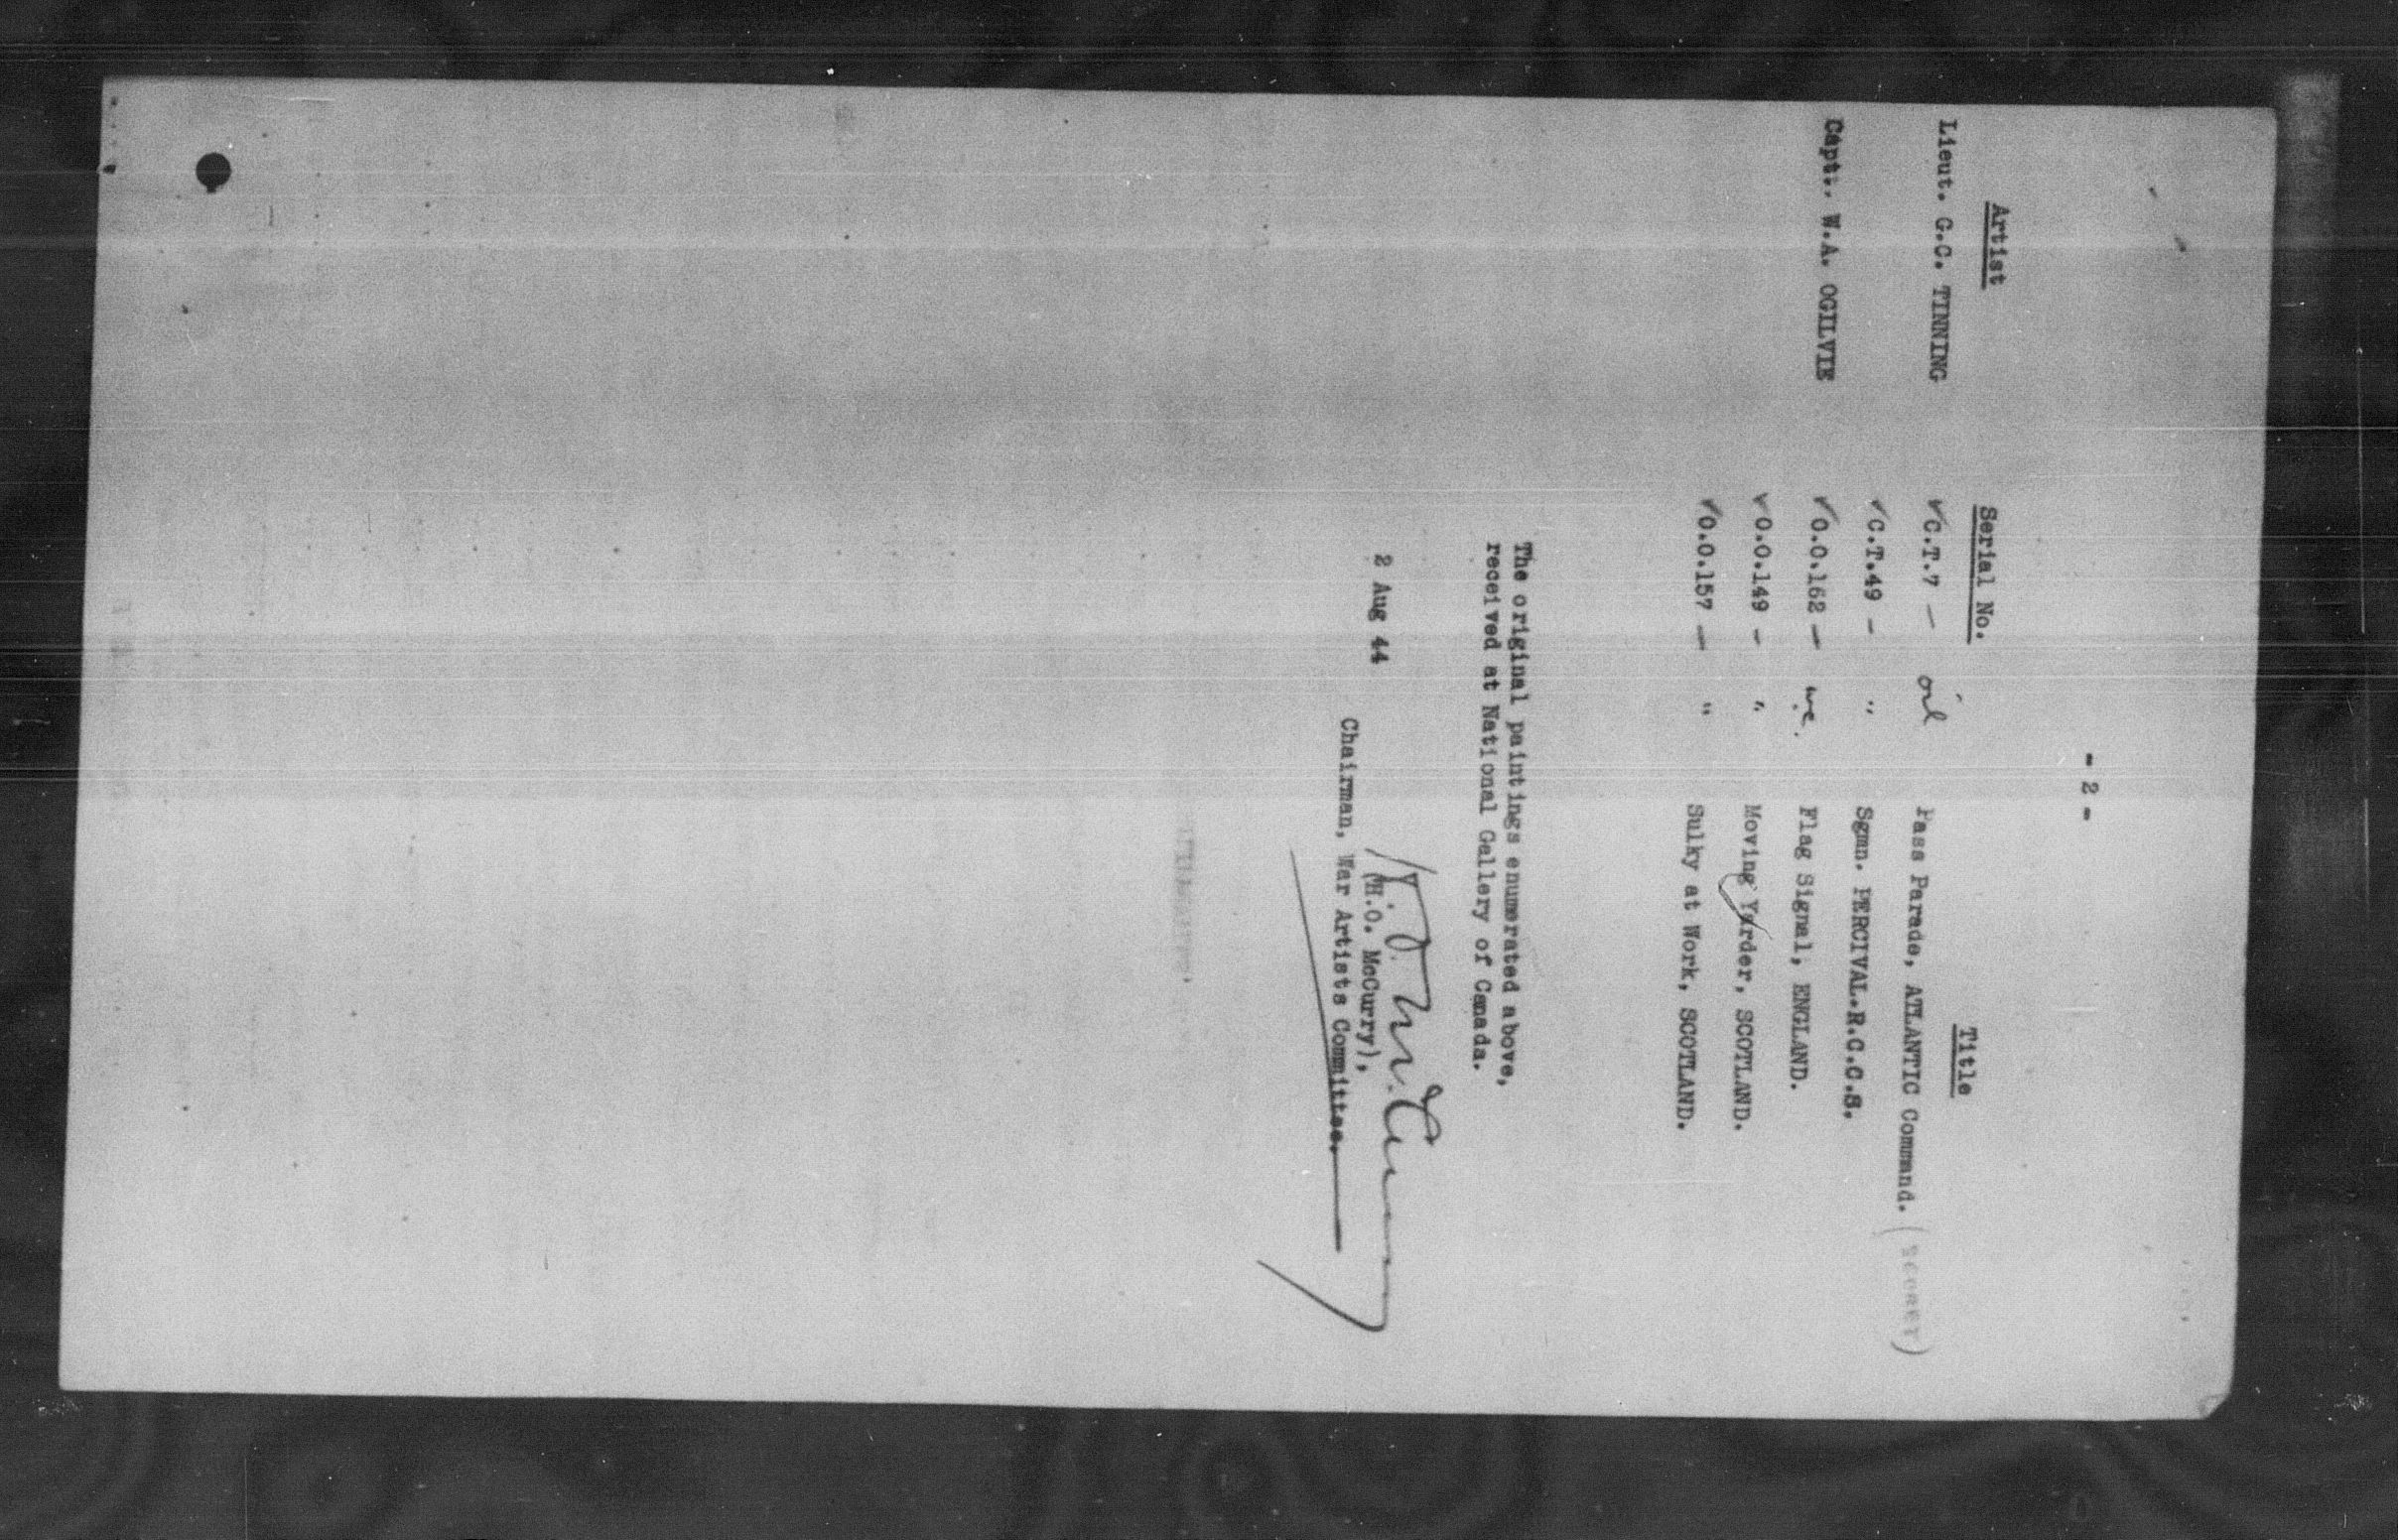 - 2 -
Artist Serial No. Title
Lieut. G.C. TINNING ✓C.T.7 — oil Pass Parade, ATLANTIC Command. (
✓C.T.49 - " Sgmn. PERCIVAL.R.C.C.S.
Capt. W.A. OGILVIE ✓O.O.162 — w.c. Flag Signal, ENGLAND.
✓O.O.149 - " Moving Yarder, SCOTLAND.
✓O.O.157 — " Sulky at Work, SCOTLAND.
The original paintings enumerated above,
received at National Gallery of Canada.
H.O. McCurry
2 Aug 44 (H.O. McCurry),
Chairman, War Artists Committee.